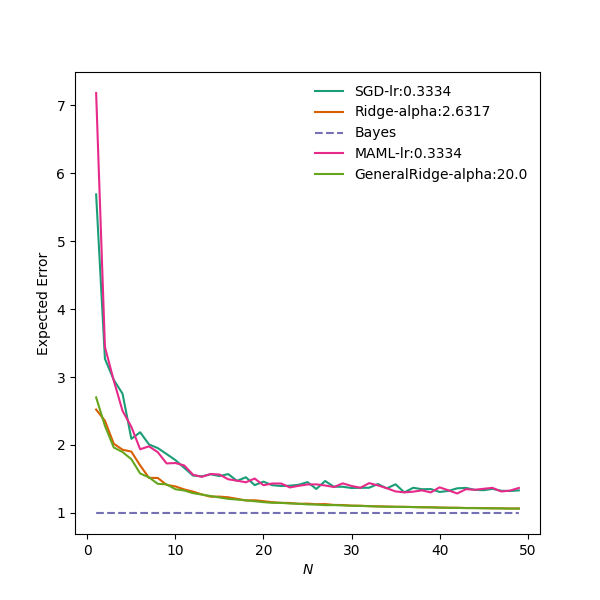 SGD-lr:0.3334
Ridge-alpha:2.6317
Bayes
MAML-lr:0.3334
GeneralRidge-alpha:20.0
Expected Error
7
6
5
4
3
2
1
0 10 20 30 40 50
N